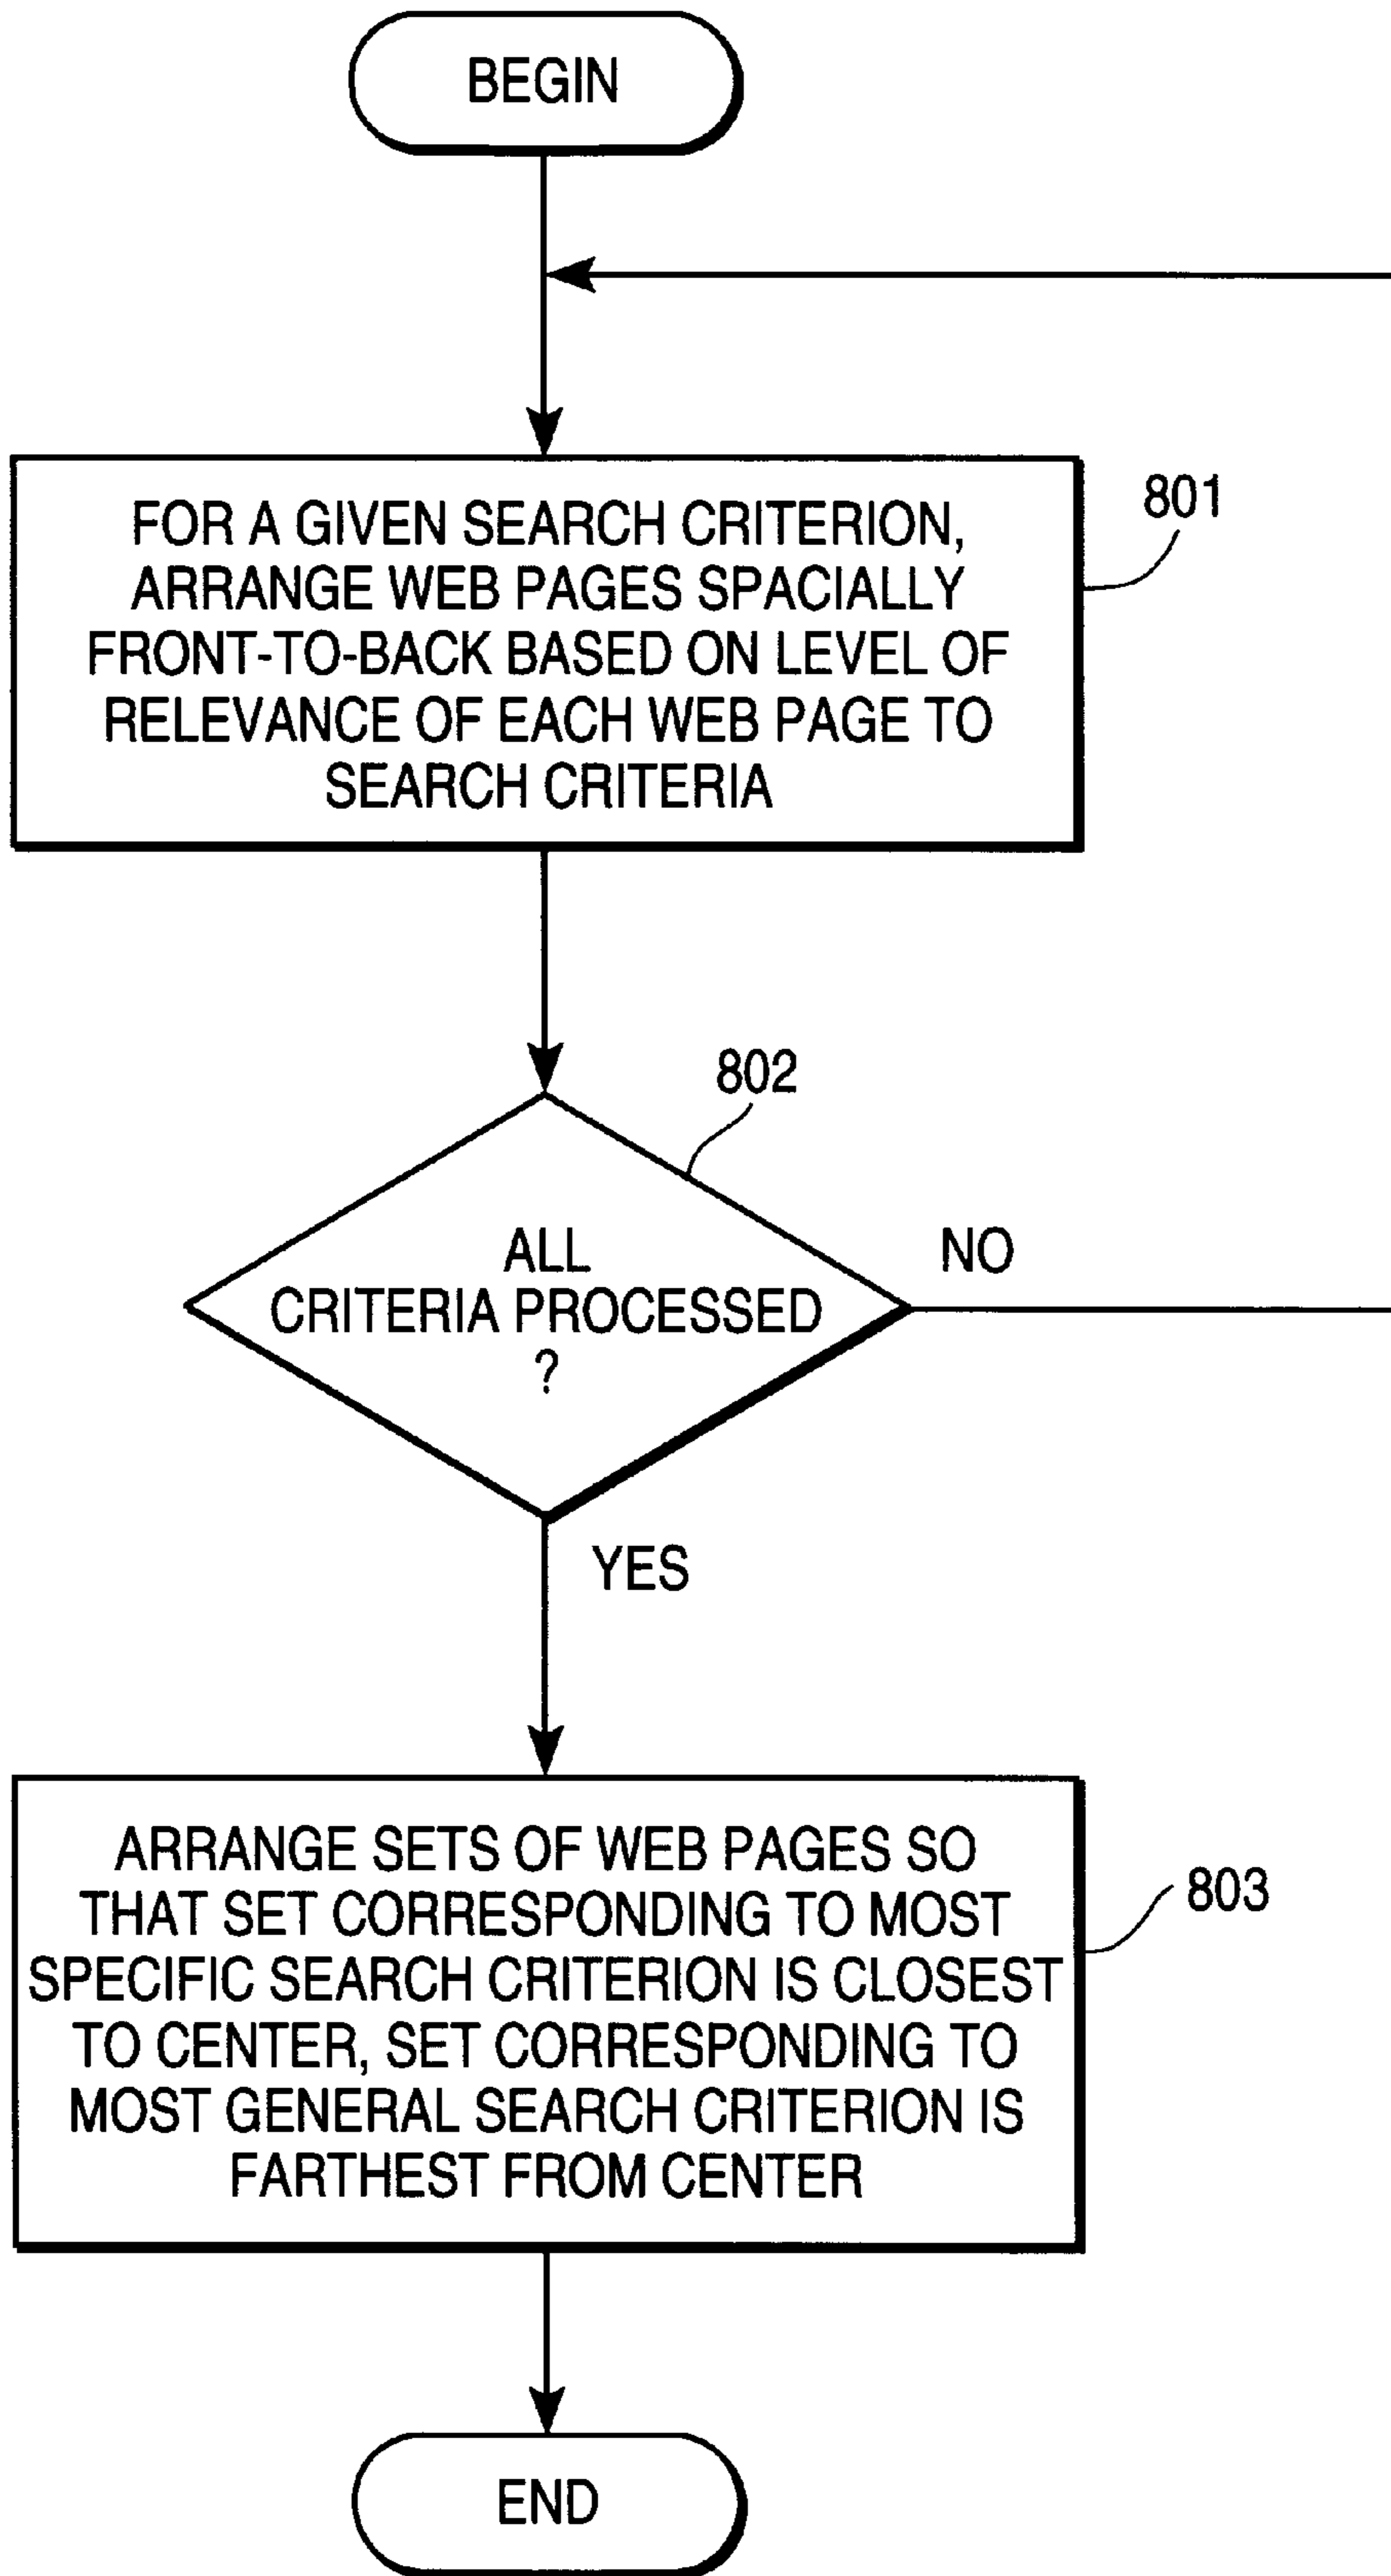 BEGIN
FOR A GIVEN SEARCH CRITERION,
ARRANGE WEB PAGES SPACIALLY
FRONT-TO-BACK BASED ON LEVEL OF
RELEVANCE OF EACH WEB PAGE TO
SEARCH CRITERIA
801
802
ALL
CRITERIA PROCESSED
?
NO
YES
ARRANGE SETS OF WEB PAGES SO
THAT SET CORRESPONDING TO MOST
SPECIFIC SEARCH CRITERION IS CLOSEST
TO CENTER, SET CORRESPONDING TO
MOST GENERAL SEARCH CRITERION IS
FARTHEST FROM CENTER
803
END